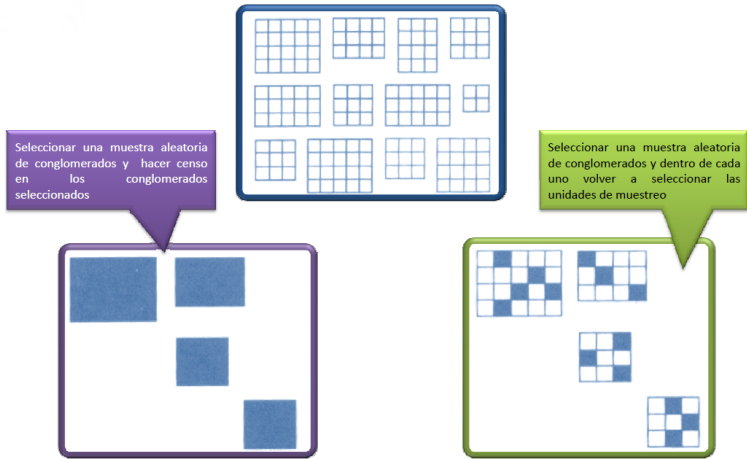 Seleccionar una muestra aleatoria
de conglomerados y hacer censo
en los conglomerados
seleccionados
Seleccionar una muestra aleatoria
de conglomerados y dentro de cada
uno volver a seleccionar las
unidades de muestreo